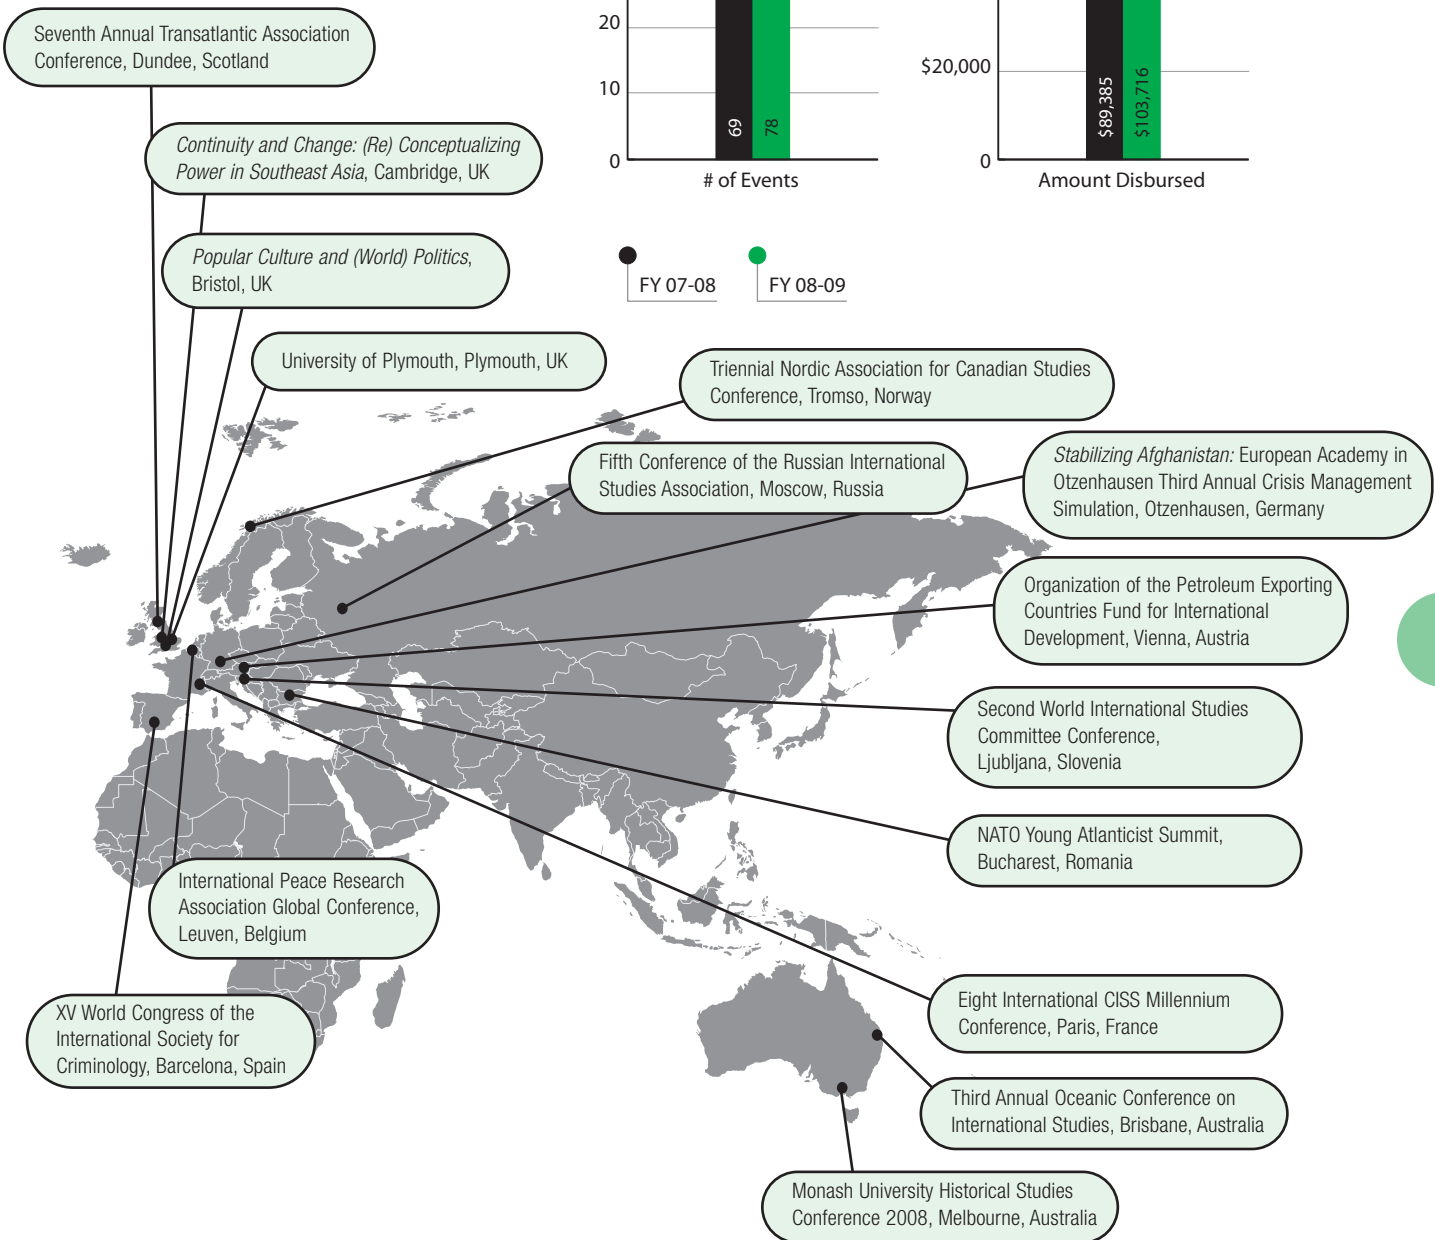 Seventh Annual Transatlantic Association
Conference, Dundee, Scotland
20
10
0
69
78
# of Events
$20,000
0
$89,385
$103,716
Amount Disbursed
Continuity and Change: (Re) Conceptualizing
Power in Southeast Asia, Cambridge, UK
Popular Culture and (World) Politics,
Bristol, UK
FY 07-08
FY 08-09
University of Plymouth, Plymouth, UK
Triennial Nordic Association for Canadian Studies
Conference, Tromso, Norway
Fifth Conference of the Russian International
Studies Association, Moscow, Russia
Stabilizing Afghanistan: European Academy in
Otzenhausen Third Annual Crisis Management
Simulation, Otzenhausen, Germany
Organization of the Petroleum Exporting
Countries Fund for International
Development, Vienna, Austria
Second World International Studies
Committee Conference,
Ljubljana, Slovenia
NATO Young Atlanticist Summit,
Bucharest, Romania
International Peace Research
Association Global Conference,
Leuven, Belgium
Eight International CISS Millennium
Conference, Paris, France
XV World Congress of the
International Society for
Criminology, Barcelona, Spain
Third Annual Oceanic Conference on
International Studies, Brisbane, Australia
Monash University Historical Studies
Conference 2008, Melbourne, Australia